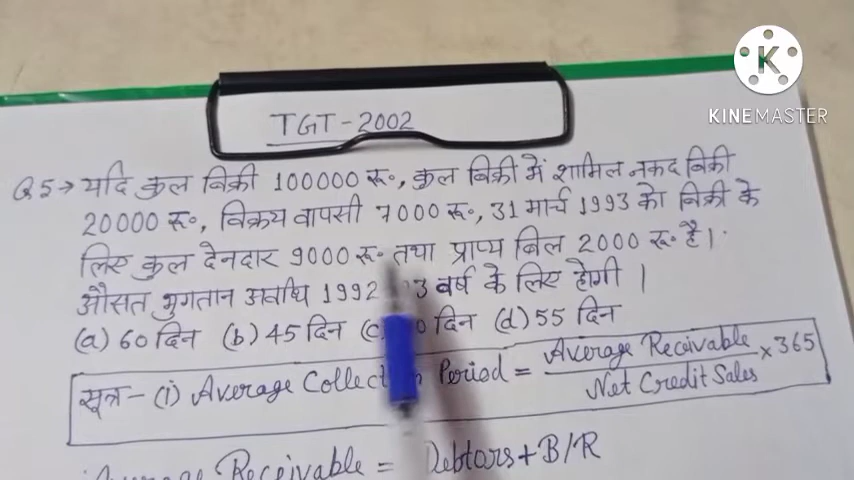 KINEMASTER
TGT-2002
Q5→ यदि कुल बिक्री 100000 रू०, कुल बिक्री में शामिल नकद बिक्री
20000 रू०, विक्रय वापसी 7000 रू०, 31 मार्च 1993 को बिक्री के
लिए कुल देनदार 9000 रू० तथा प्राप्य बिल 2000 रू० है।
औसत भुगतान अवधि 1992 3 वर्ष के लिए होगी ।
(a) 60 दिन (b) 45 दिन (c) 0 दिन (d) 55 दिन
सूत्र- (i) Average Collect Period = Average Receivable / Net Credit Sales × 365
Average Receivable = Debtors + B/R